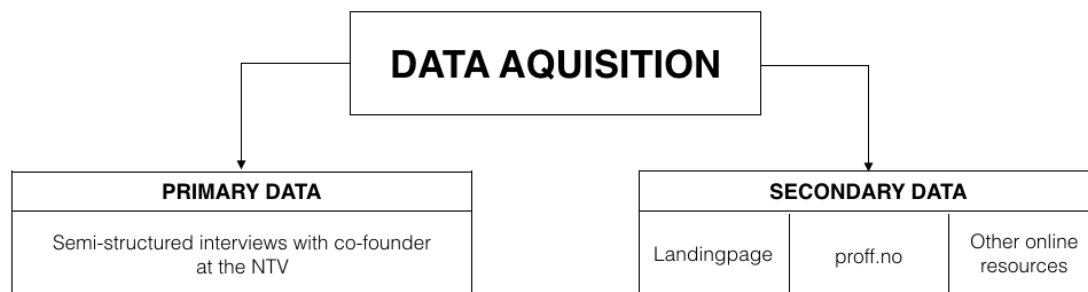 DATA AQUISITION
PRIMARY DATA
Semi-structured interviews with co-founder
at the NTV
SECONDARY DATA
Landingpage
proff.no
Other online
resources